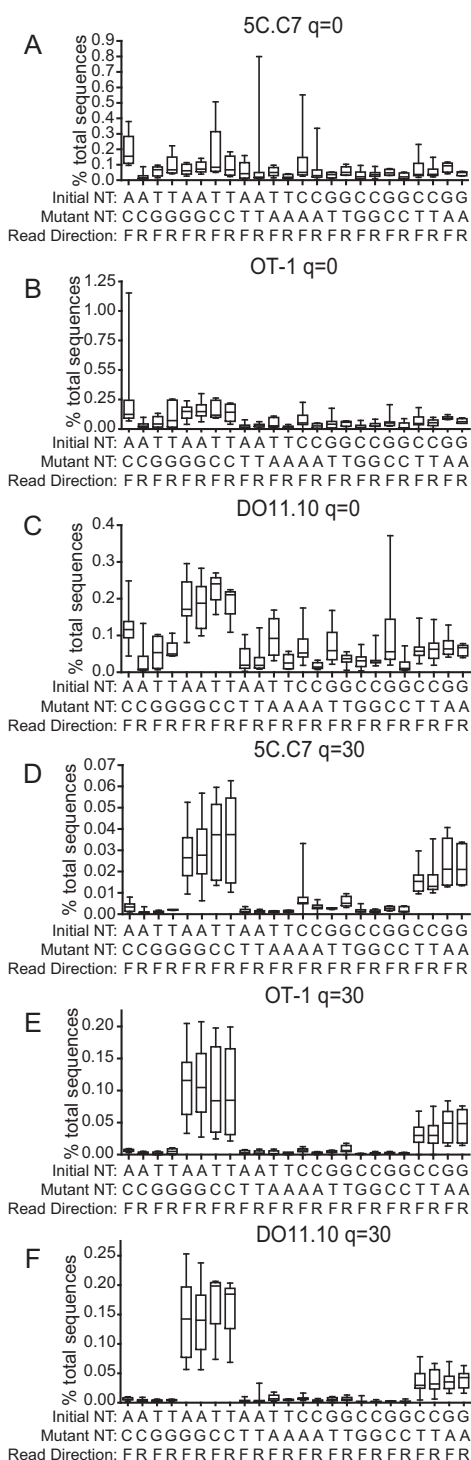 A
5C.C7 q=0
% total sequences
0.9
0.8
0.7
0.6
0.5
0.4
0.3
0.2
0.1
0.0
Initial NT: A A T T A A T T A A T T C C G G C C G G C C G G
Mutant NT: C C G G G G C C T T A A A A T T G G C C T T A A
Read Direction: F R F R F R F R F R F R F R F R F R F R F R F R
B
OT-1 q=0
% total sequences
1.25
1.00
0.75
0.50
0.25
0.00
Initial NT: A A T T A A T T A A T T C C G G C C G G C C G G
Mutant NT: C C G G G G C C T T A A A A T T G G C C T T A A
Read Direction: F R F R F R F R F R F R F R F R F R F R F R F R
C
DO11.10 q=0
% total sequences
0.4
0.3
0.2
0.1
0.0
Initial NT: A A T T A A T T A A T T C C G G C C G G C C G G
Mutant NT: C C G G G G C C T T A A A A T T G G C C T T A A
Read Direction: F R F R F R F R F R F R F R F R F R F R F R F R
D
5C.C7 q=30
% total sequences
0.07
0.06
0.05
0.04
0.03
0.02
0.01
0.00
Initial NT: A A T T A A T T A A T T C C G G C C G G C C G G
Mutant NT: C C G G G G C C T T A A A A T T G G C C T T A A
Read Direction: F R F R F R F R F R F R F R F R F R F R F R F R
E
OT-1 q=30
% total sequences
0.20
0.15
0.10
0.05
0.00
Initial NT: A A T T A A T T A A T T C C G G C C G G C C G G
Mutant NT: C C G G G G C C T T A A A A T T G G C C T T A A
Read Direction: F R F R F R F R F R F R F R F R F R F R F R F R
F
DO11.10 q=30
% total sequences
0.25
0.20
0.15
0.10
0.05
0.00
Initial NT: A A T T A A T T A A T T C C G G C C G G C C G G
Mutant NT: C C G G G G C C T T A A A A T T G G C C T T A A
Read Direction: F R F R F R F R F R F R F R F R F R F R F R F R